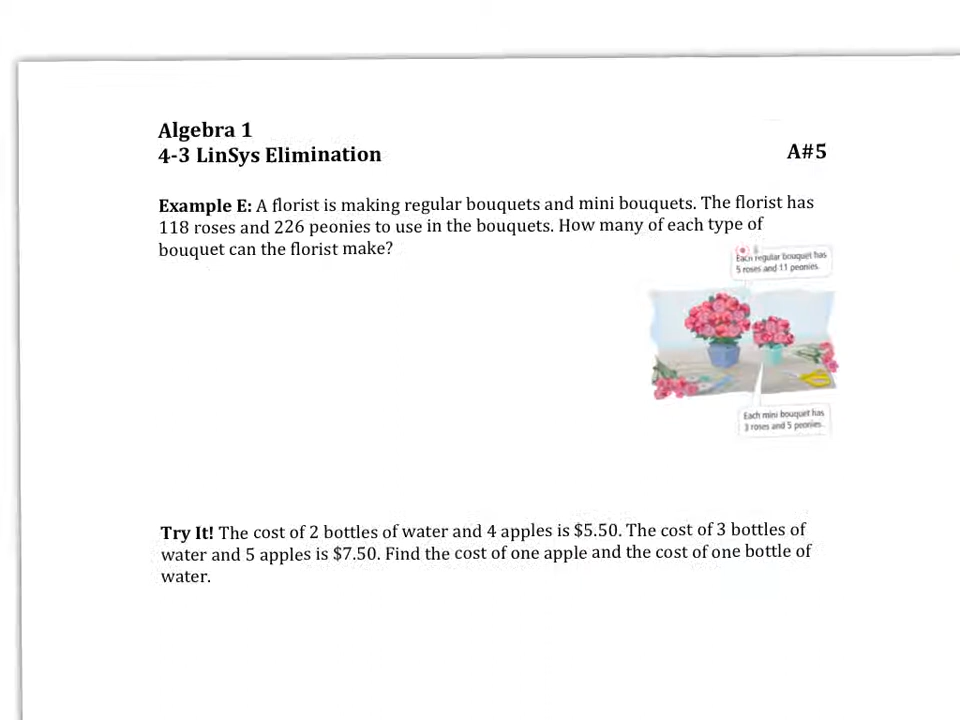 Algebra 1
4-3 LinSys Elimination
A#5
Example E: A florist is making regular bouquets and mini bouquets. The florist has
118 roses and 226 peonies to use in the bouquets. How many of each type of
bouquet can the florist make?
Each regular bouquet has
5 roses and 11 peonies.
Each mini bouquet has
3 roses and 5 peonies.
Try It! The cost of 2 bottles of water and 4 apples is $5.50. The cost of 3 bottles of
water and 5 apples is $7.50. Find the cost of one apple and the cost of one bottle of
water.